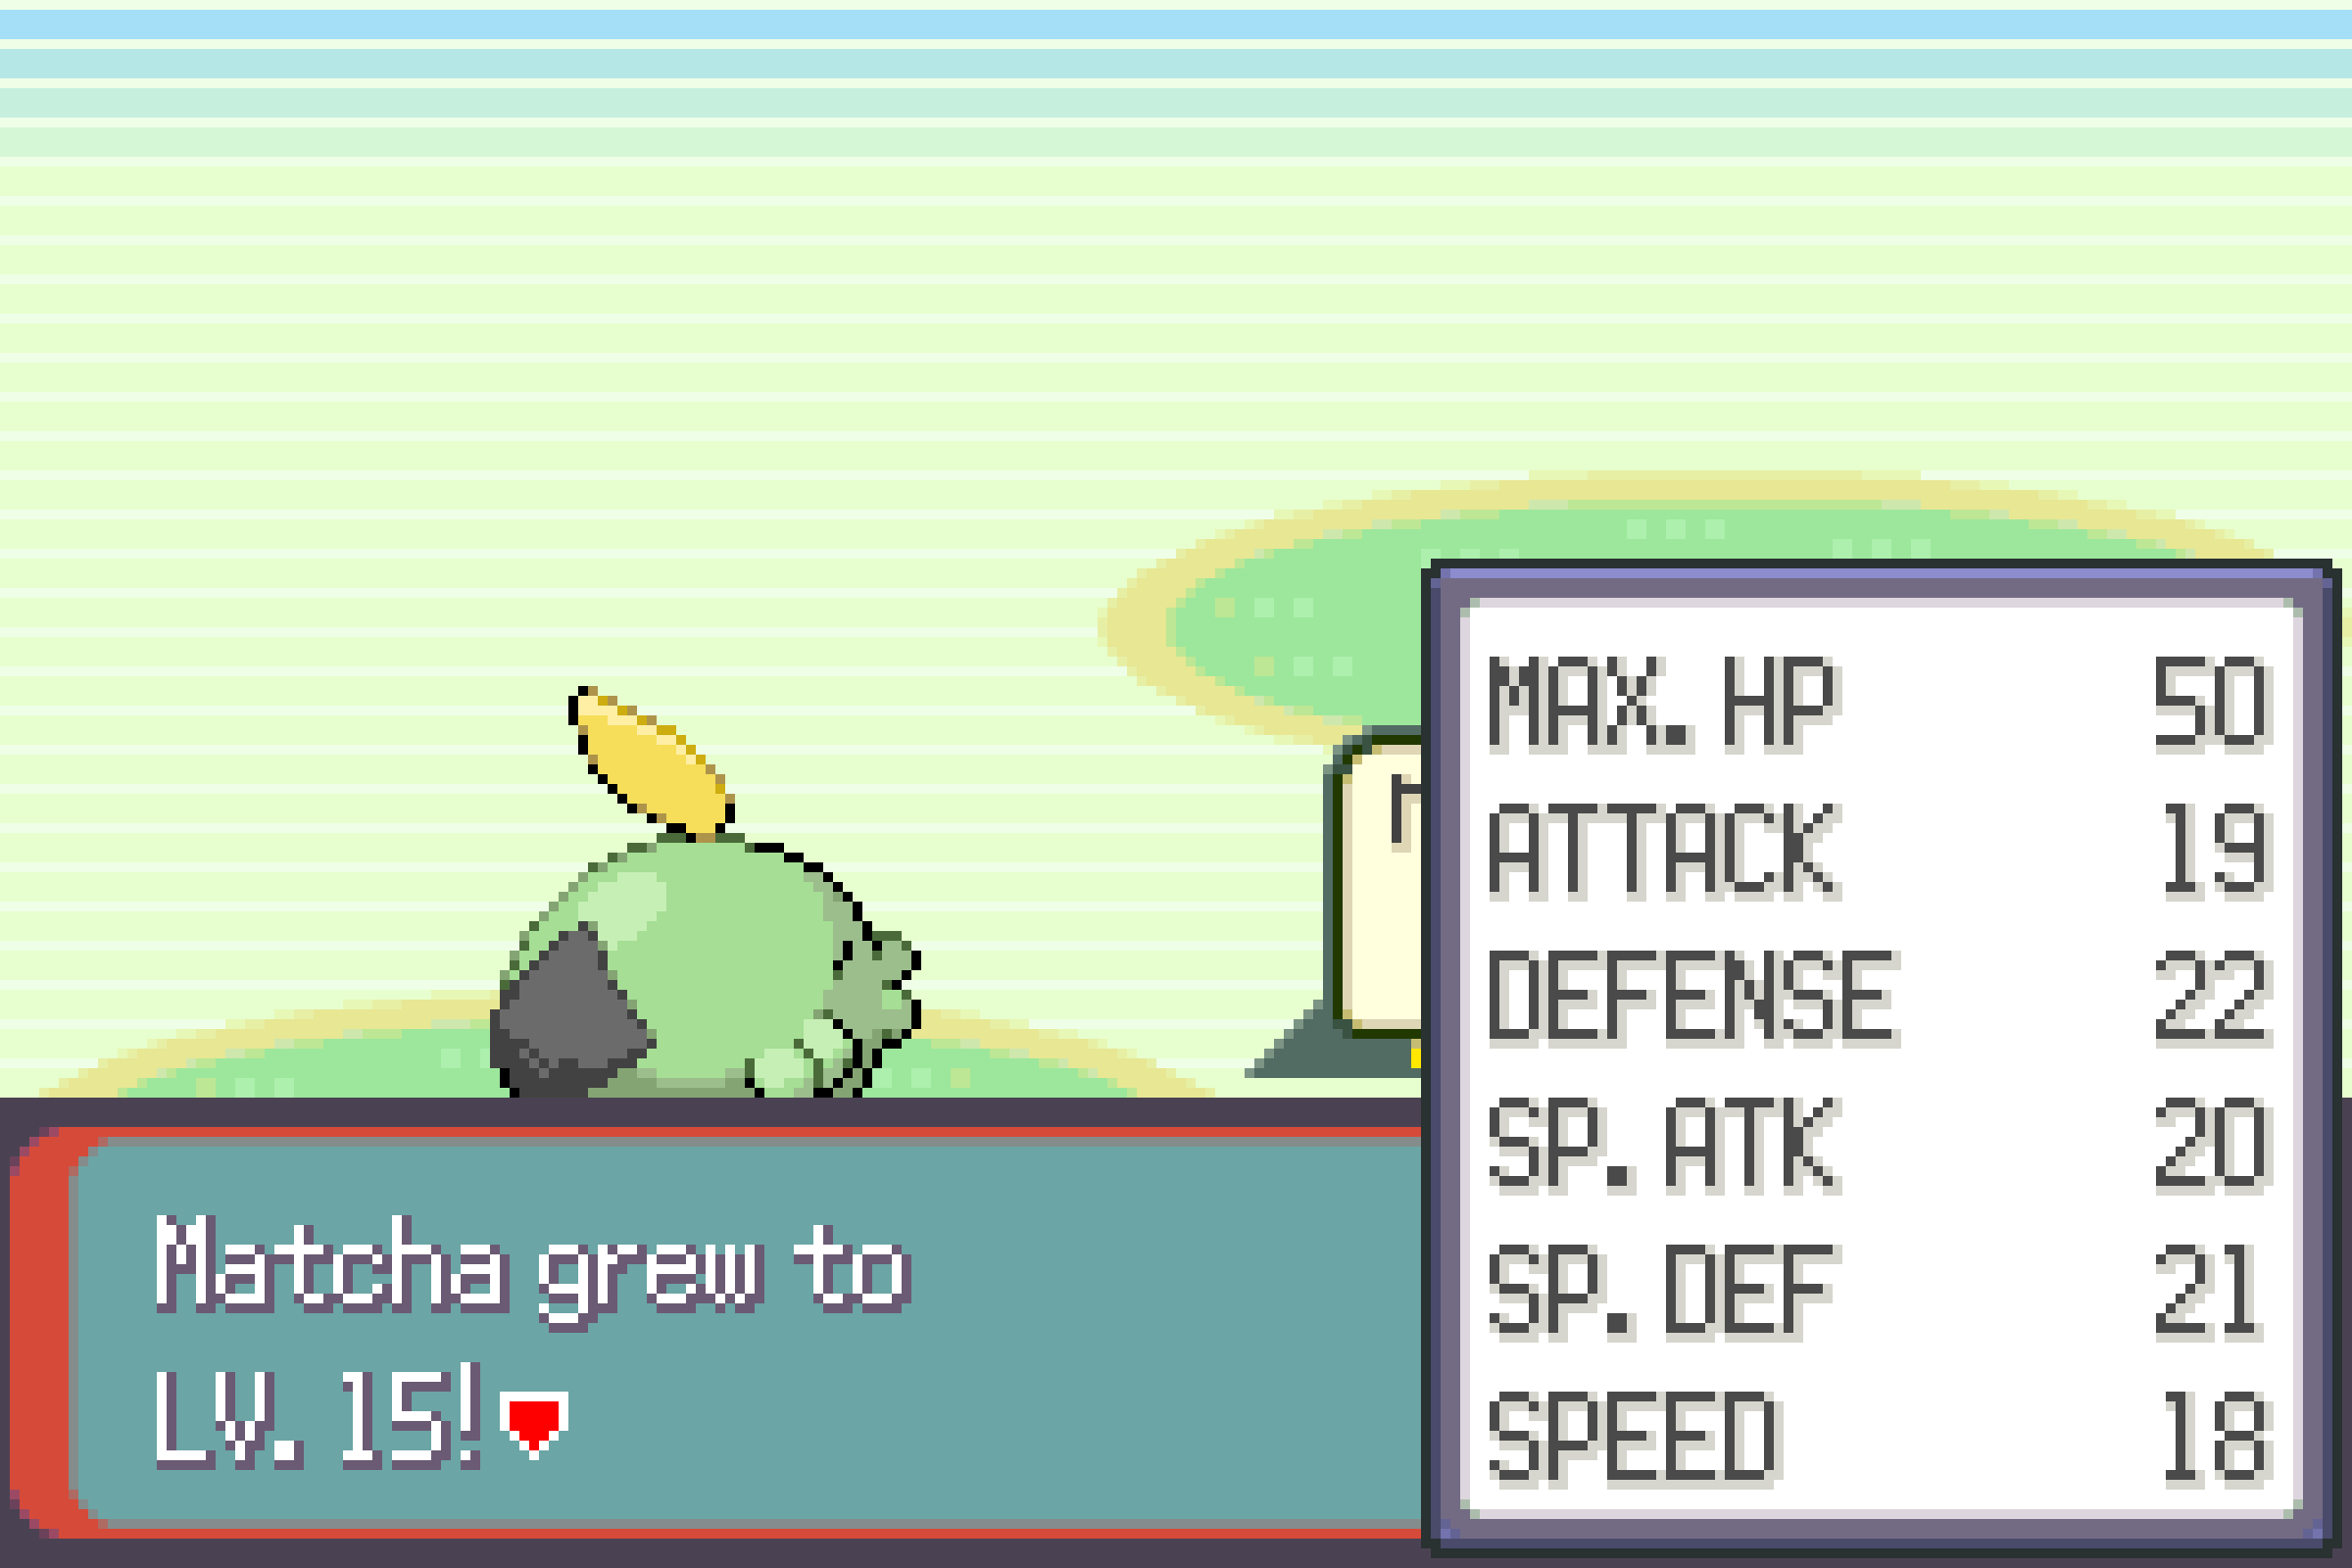 MAX. HP 50
ATTACK 19
DEFENSE 22
SP. ATK 20
SP. DEF 21
SPEED 18
Matcha grew to
LV. 15!